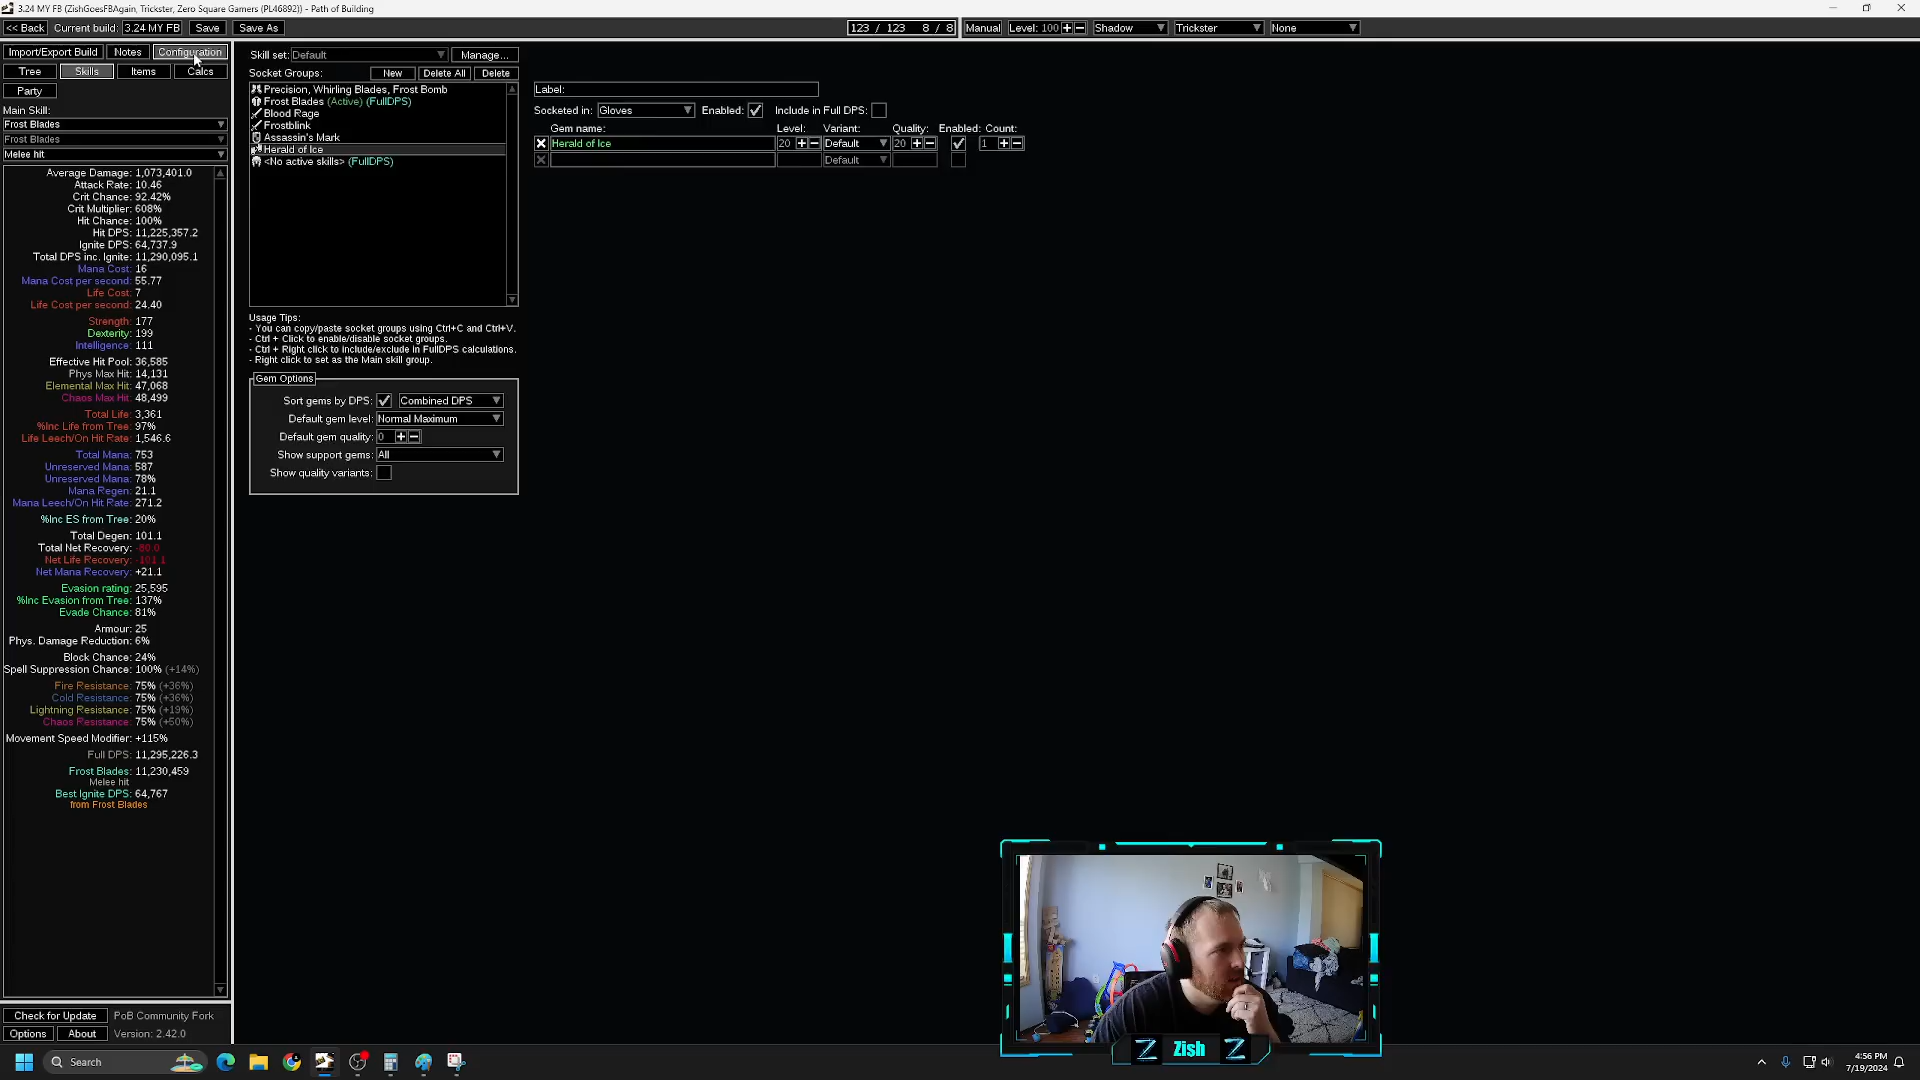 3.24 MY FB (ZishGoesFBAgain, Trickster, Zero Square Gamers (PL46892)) - Path of Building
<< Back Current build: 3.24 MY FB Save Save As 123 / 123 8 / 8 Manual Level: 100 + - Shadow Trickster None
Import/Export Build Notes Configuration
Tree Skills Items Calcs
Party
Main Skill:
Frost Blades
Frost Blades
Melee hit
Average Damage: 1,073,401.0
Attack Rate: 10.46
Crit Chance: 92.42%
Crit Multiplier: 608%
Hit Chance: 100%
Hit DPS: 11,225,357.2
Ignite DPS: 64,737.9
Total DPS inc. Ignite: 11,290,095.1
Mana Cost: 16
Mana Cost per second: 55.77
Life Cost: 7
Life Cost per second: 24.40
Strength: 177
Dexterity: 199
Intelligence: 111
Effective Hit Pool: 36,585
Phys Max Hit: 14,131
Elemental Max Hit: 47,068
Chaos Max Hit: 48,499
Total Life: 3,361
%Inc Life from Tree: 97%
Life Leech/On Hit Rate: 1,546.6
Total Mana: 753
Unreserved Mana: 587
Unreserved Mana: 78%
Mana Regen: 21.1
Mana Leech/On Hit Rate: 271.2
%Inc ES from Tree: 20%
Total Degen: 101.1
Total Net Recovery: -80.0
Net Life Recovery: -101.1
Net Mana Recovery: +21.1
Evasion rating: 25,595
%Inc Evasion from Tree: 137%
Evade Chance: 81%
Armour: 25
Phys. Damage Reduction: 6%
Block Chance: 24%
Spell Suppression Chance: 100% (+14%)
Fire Resistance: 75% (+36%)
Cold Resistance: 75% (+36%)
Lightning Resistance: 75% (+19%)
Chaos Resistance: 75% (+50%)
Movement Speed Modifier: +115%
Full DPS: 11,295,226.3
Frost Blades: 11,230,459
Melee hit
Best Ignite DPS: 64,767
from Frost Blades
Check for Update PoB Community Fork
Options About Version: 2.42.0
Skill set: Default Manage...
Socket Groups: New Delete All Delete
Precision, Whirling Blades, Frost Bomb
Frost Blades (Active) (FullDPS)
Blood Rage
Frostblink
Assassin's Mark
Herald of Ice
<No active skills> (FullDPS)
Usage Tips:
- You can copy/paste socket groups using Ctrl+C and Ctrl+V.
- Ctrl + Click to enable/disable socket groups.
- Ctrl + Right click to include/exclude in FullDPS calculations.
- Right click to set as the Main skill group.
Gem Options
Sort gems by DPS: Combined DPS
Default gem level: Normal Maximum
Default gem quality: 0 + -
Show support gems: All
Show quality variants:
Label:
Socketed in: Gloves Enabled: Include in Full DPS:
Gem name: Level: Variant: Quality: Enabled: Count:
Herald of Ice 20 + - Default 20 + - 1 + -
Default
Z Zish Z
Search
4:56 PM
7/19/2024